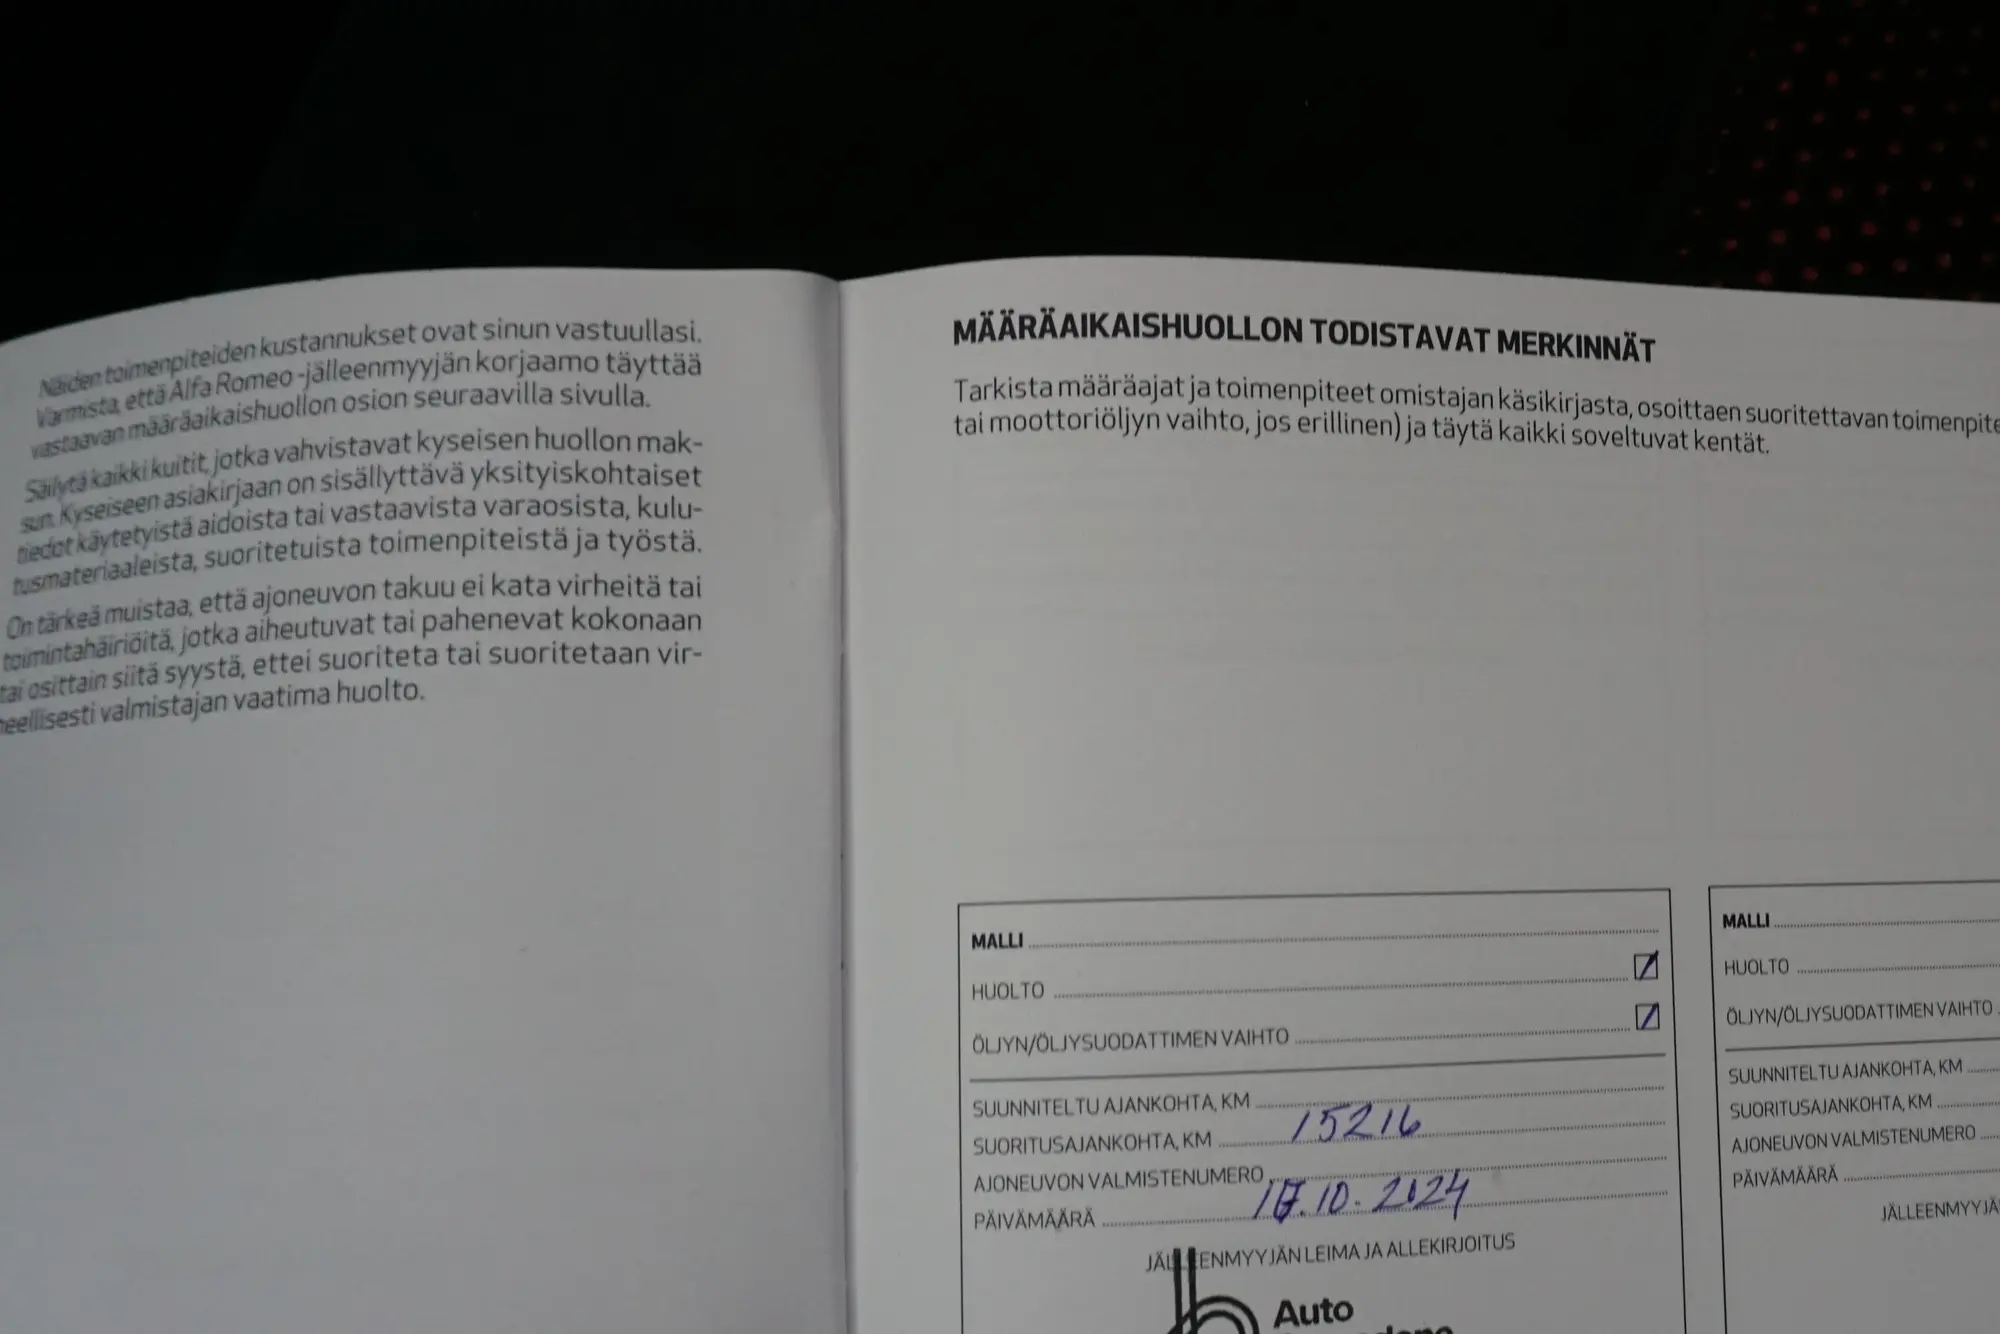 Näiden toimenpiteiden kustannukset ovat sinun vastuullasi.
Varmista, että Alfa Romeo -jälleenmyyjän korjaamo täyttää
vastaavan määräaikaishuollon osion seuraavilla sivulla.
Säilytä kaikki kuitit, jotka vahvistavat kyseisen huollon mak-
sun. Kyseiseen asiakirjaan on sisällyttävä yksityiskohtaiset
tiedot käytetyistä aidoista tai vastaavista varaosista, kulu-
tusmateriaaleista, suoritetuista toimenpiteistä ja työstä.
On tärkeä muistaa, että ajoneuvon takuu ei kata virheitä tai
toimintahäiriöitä, jotka aiheutuvat tai pahenevat kokonaan
tai osittain siitä syystä, ettei suoriteta tai suoritetaan vir-
heellisesti valmistajan vaatima huolto.
MÄÄRÄAIKAISHUOLLON TODISTAVAT MERKINNÄT
Tarkista määräajat ja toimenpiteet omistajan käsikirjasta, osoittaen suoritettavan toimenpite
tai moottoriöljyn vaihto, jos erillinen) ja täytä kaikki soveltuvat kentät.
MALLI
HUOLTO
ÖLJYN/ÖLJYSUODATTIMEN VAIHTO
SUUNNITELTU AJANKOHTA, KM
SUORITUSAJANKOHTA, KM 15216
AJONEUVON VALMISTENUMERO
PÄIVÄMÄÄRÄ .10.2024
JÄLLEENMYYJÄN LEIMA JA ALLEKIRJOITUS
Auto
MALLI
HUOLTO
ÖLJYN/ÖLJYSUODATTIMEN VAIHTO
SUUNNITELTU AJANKOHTA, KM
SUORITUSAJANKOHTA, KM
AJONEUVON VALMISTENUMERO
PÄIVÄMÄÄRÄ
JÄLLEENMYYJÄ